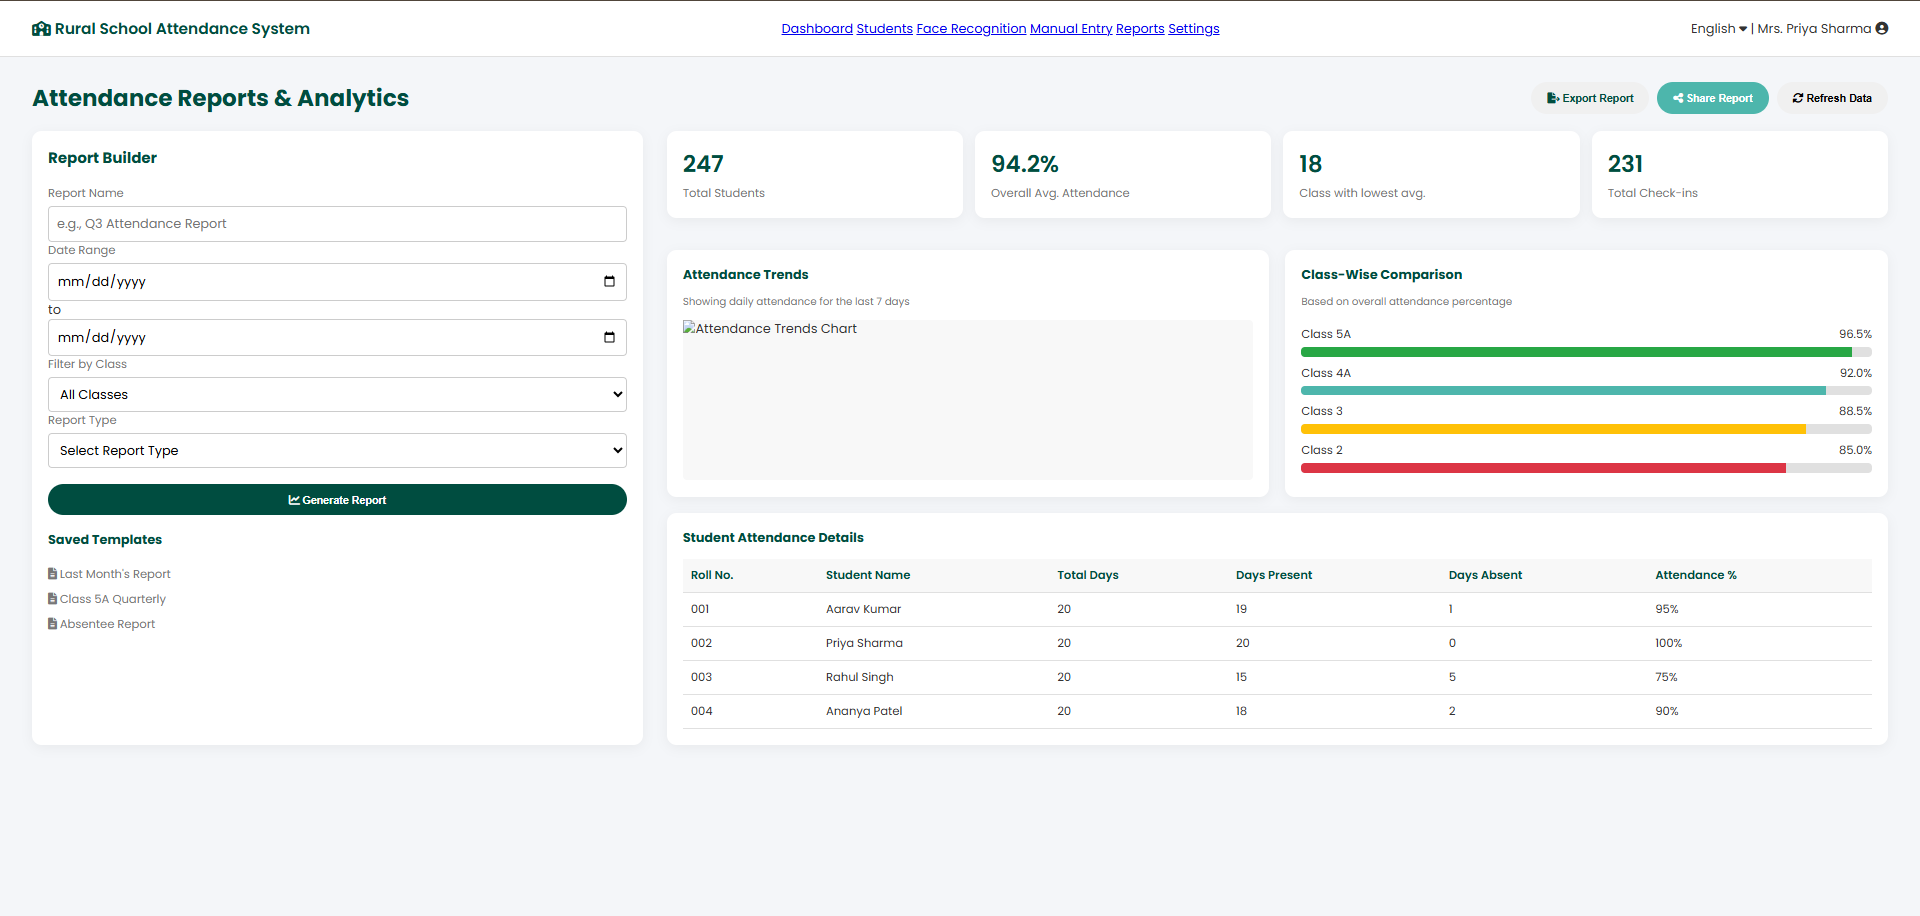 Rural School Attendance System
Dashboard Students Face Recognition Manual Entry Reports Settings
English | Mrs. Priya Sharma
Attendance Reports & Analytics
Export Report
Share Report
Refresh Data
Report Builder
Report Name
e.g., Q3 Attendance Report
Date Range
mm/dd/yyyy
to
mm/dd/yyyy
Filter by Class
All Classes
Report Type
Select Report Type
Generate Report
Saved Templates
Last Month's Report
Class 5A Quarterly
Absentee Report
247
Total Students
94.2%
Overall Avg. Attendance
18
Class with lowest avg.
231
Total Check-ins
Attendance Trends
Showing daily attendance for the last 7 days
Attendance Trends Chart
Class-Wise Comparison
Based on overall attendance percentage
Class 5A 96.5%
Class 4A 92.0%
Class 3 88.5%
Class 2 85.0%
Student Attendance Details
Roll No. Student Name Total Days Days Present Days Absent Attendance %
001 Aarav Kumar 20 19 1 95%
002 Priya Sharma 20 20 0 100%
003 Rahul Singh 20 15 5 75%
004 Ananya Patel 20 18 2 90%